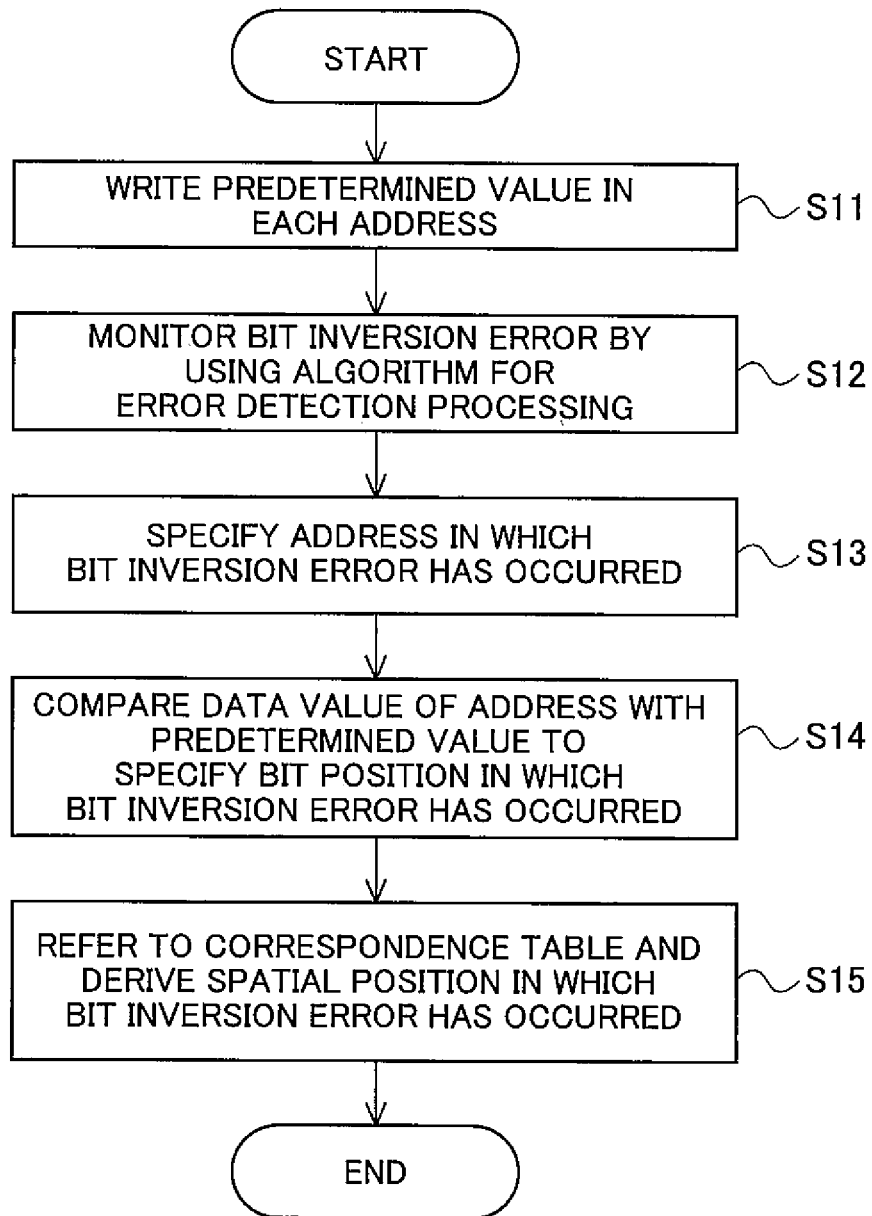 START
WRITE PREDETERMINED VALUE IN
EACH ADDRESS
S11
MONITOR BIT INVERSION ERROR BY
USING ALGORITHM FOR
ERROR DETECTION PROCESSING
S12
SPECIFY ADDRESS IN WHICH
BIT INVERSION ERROR HAS OCCURRED
S13
COMPARE DATA VALUE OF ADDRESS WITH
PREDETERMINED VALUE TO
SPECIFY BIT POSITION IN WHICH
BIT INVERSION ERROR HAS OCCURRED
S14
REFER TO CORRESPONDENCE TABLE AND
DERIVE SPATIAL POSITION IN WHICH
BIT INVERSION ERROR HAS OCCURRED
S15
END